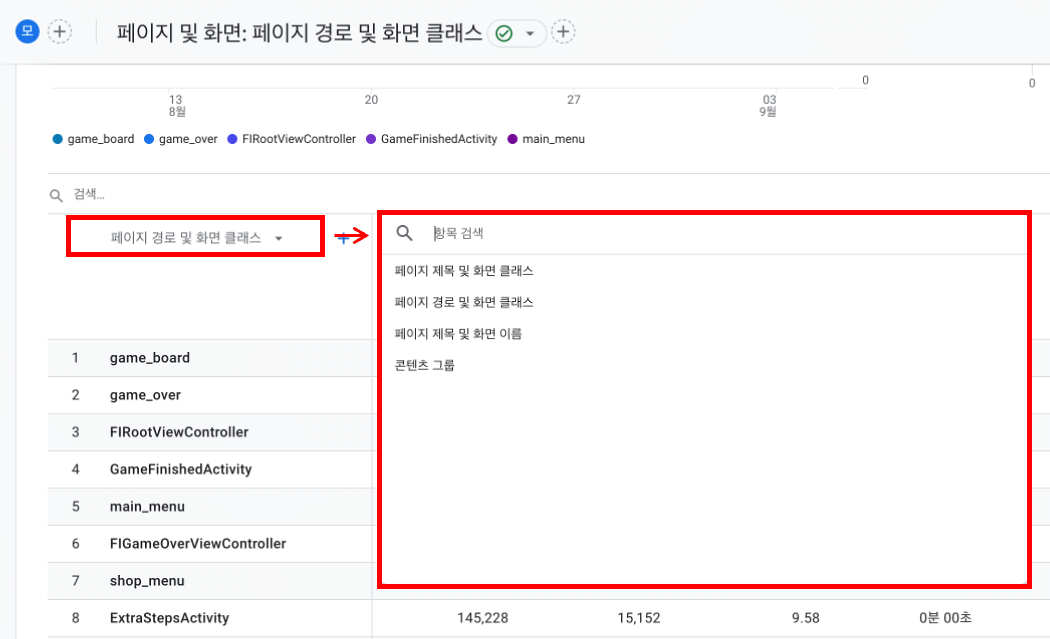 모
페이지 및 화면: 페이지 경로 및 화면 클래스
0 0
13 20 27 03
8월 9월
game_board game_over FIRootViewController GameFinishedActivity main_menu
검색...
페이지 경로 및 화면 클래스
항목 검색
페이지 제목 및 화면 클래스
페이지 경로 및 화면 클래스
페이지 제목 및 화면 이름
콘텐츠 그룹
1 game_board
2 game_over
3 FIRootViewController
4 GameFinishedActivity
5 main_menu
6 FIGameOverViewController
7 shop_menu
8 ExtraStepsActivity 145,228 15,152 9.58 0분 00초